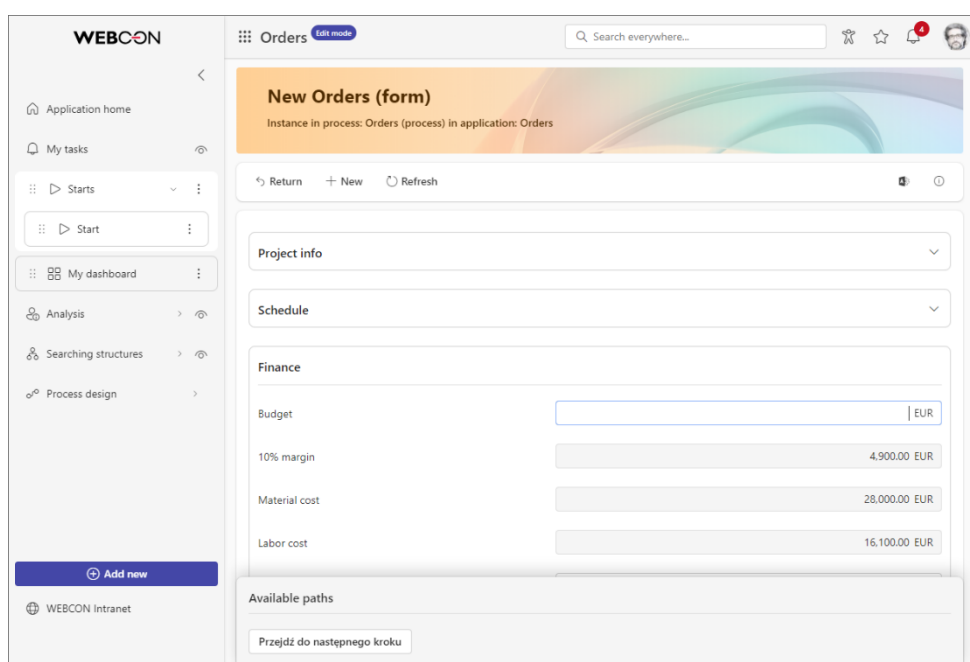 WEBCON
Orders
Edit mode
Search everywhere...
4
Application home
My tasks
Starts
Start
My dashboard
Analysis
Searching structures
Process design
Add new
WEBCON Intranet
New Orders (form)
Instance in process: Orders (process) in application: Orders
Return
New
Refresh
Project info
Schedule
Finance
Budget
EUR
10% margin
4,900.00 EUR
Material cost
28,000.00 EUR
Labor cost
16,100.00 EUR
Available paths
Przejdź do następnego kroku